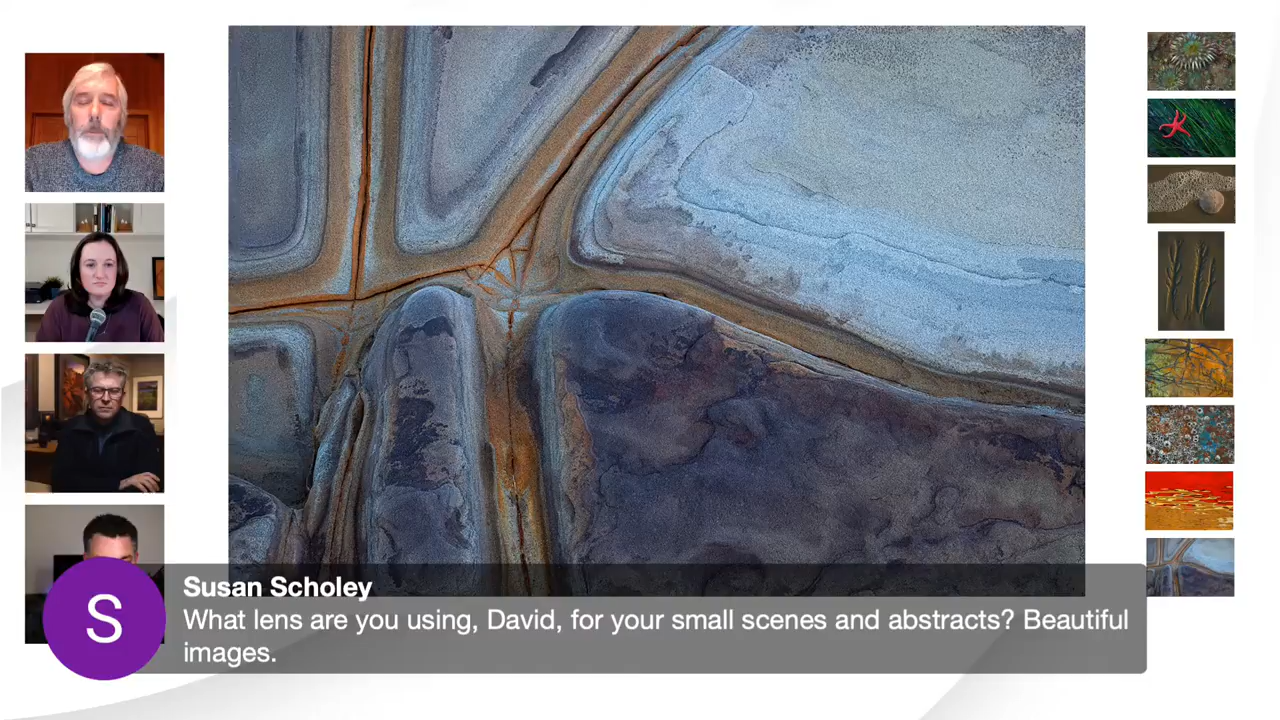 S
Susan Scholey
What lens are you using, David, for your small scenes and abstracts? Beautiful
images.